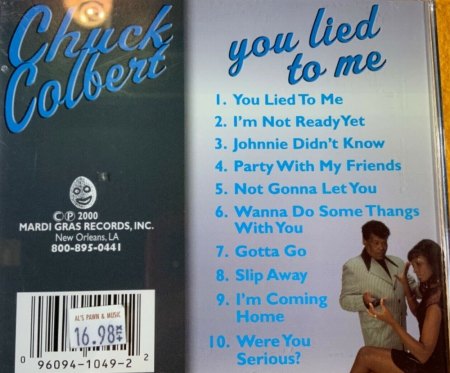 Chuck
Colbert
© ℗ 2000
MARDI GRAS RECORDS, INC.
New Orleans, LA
800-895-0441
AL'S PAWN & MUSIC
16.98
0 96094-1049-2 2
you lied
to me
1. You Lied To Me
2. I'm Not Ready Yet
3. Johnnie Didn't Know
4. Party With My Friends
5. Not Gonna Let You
6. Wanna Do Some Thangs
With You
7. Gotta Go
8. Slip Away
9. I'm Coming
Home
10. Were You
Serious?